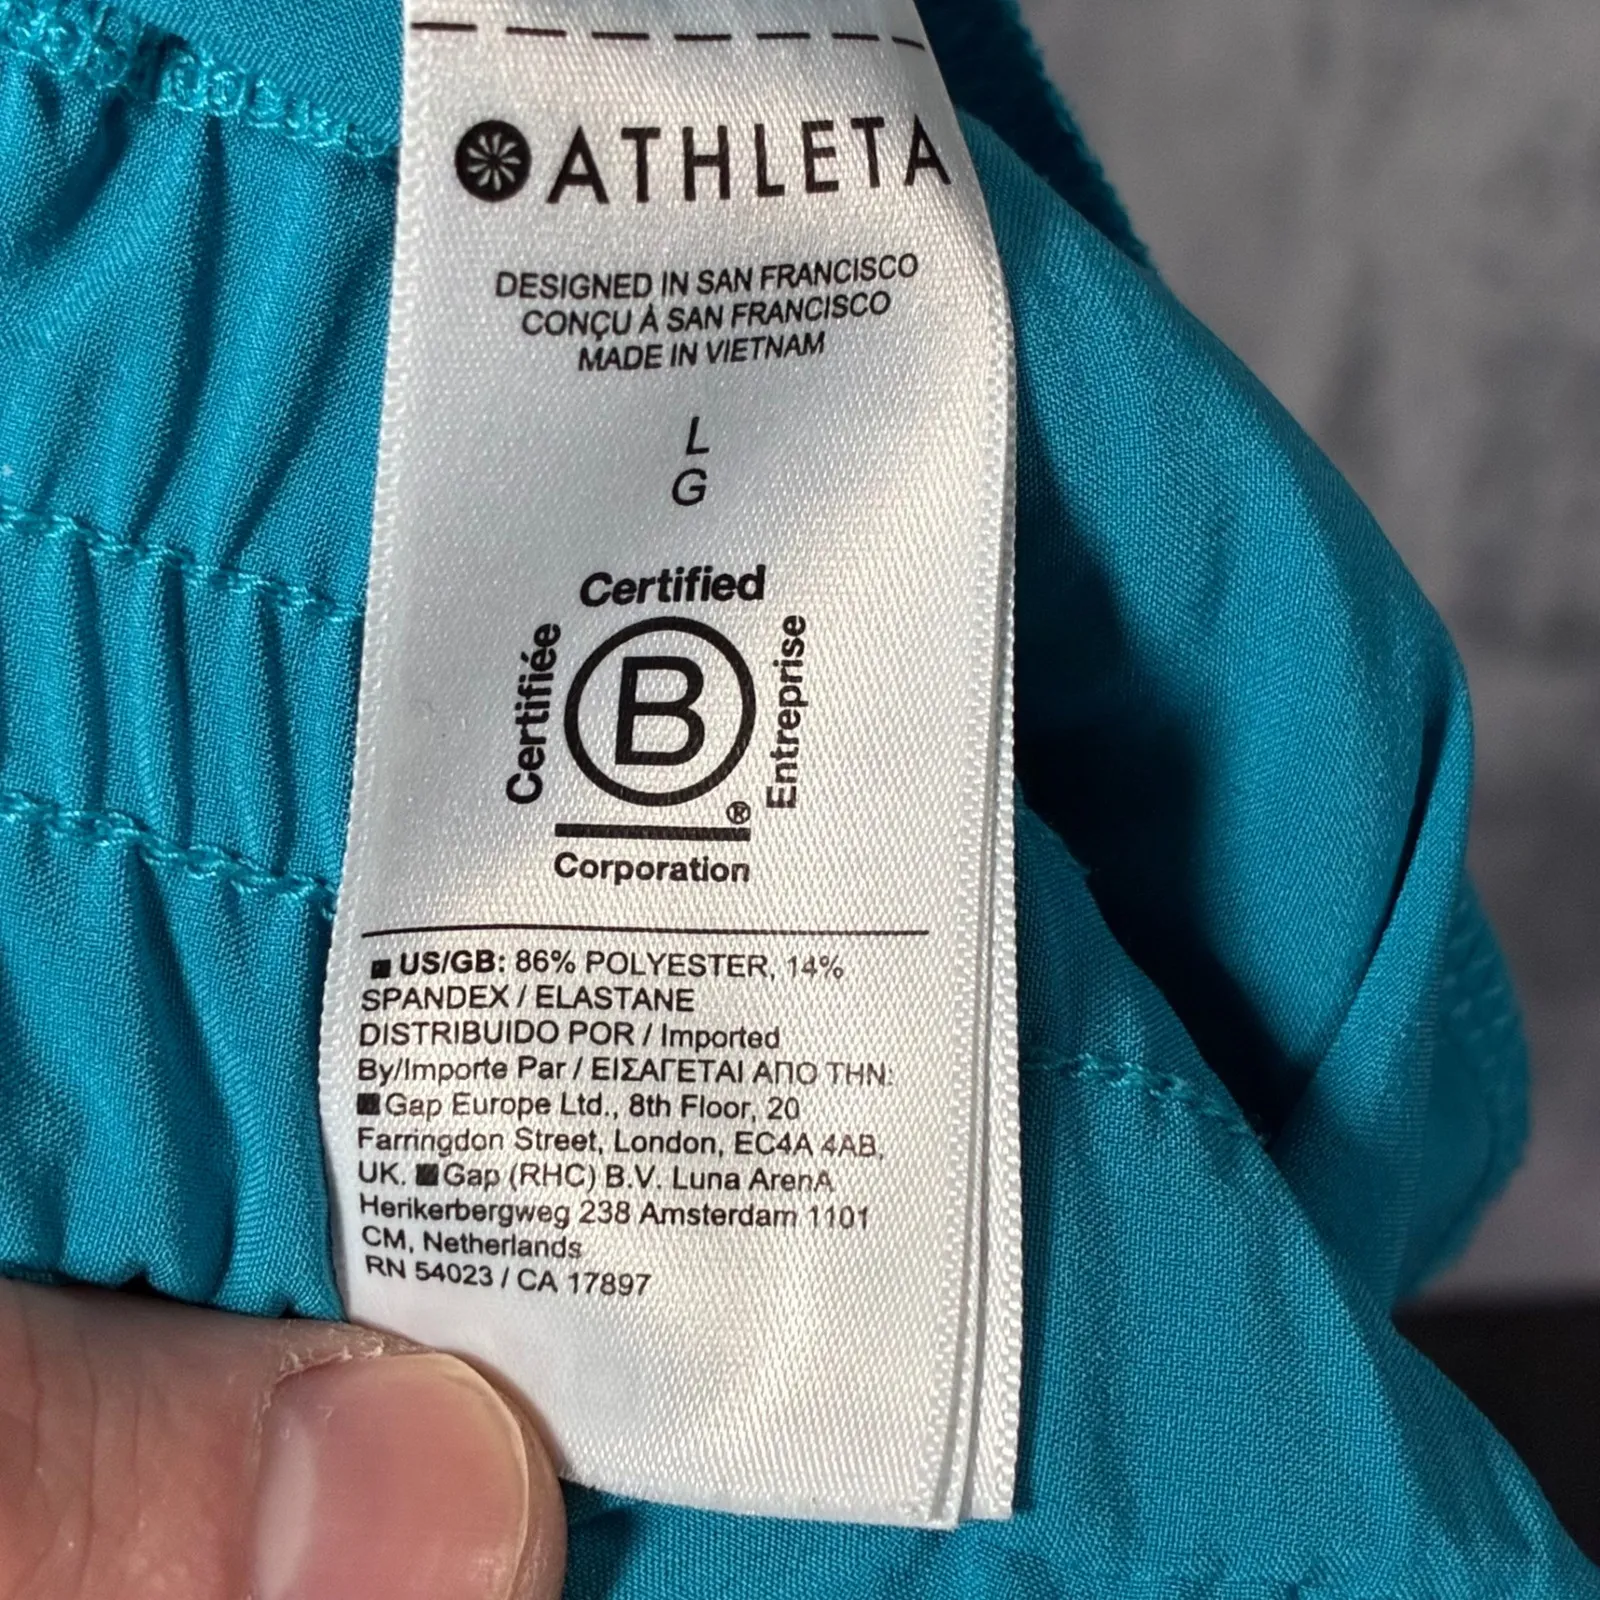 ATHLETA
DESIGNED IN SAN FRANCISCO
CONÇU À SAN FRANCISCO
MADE IN VIETNAM
L
G
Certified
Certifiée
B
Entreprise
®
Corporation
US/GB: 86% POLYESTER, 14%
SPANDEX / ELASTANE
DISTRIBUIDO POR / Imported
By/Importe Par / ΕΙΣΑΓΕΤΑΙ ΑΠΟ ΤΗΝ:
Gap Europe Ltd., 8th Floor, 20
Farringdon Street, London, EC4A 4AB,
UK. Gap (RHC) B.V. Luna ArenA
Herikerbergweg 238 Amsterdam 1101
CM, Netherlands
RN 54023 / CA 17897